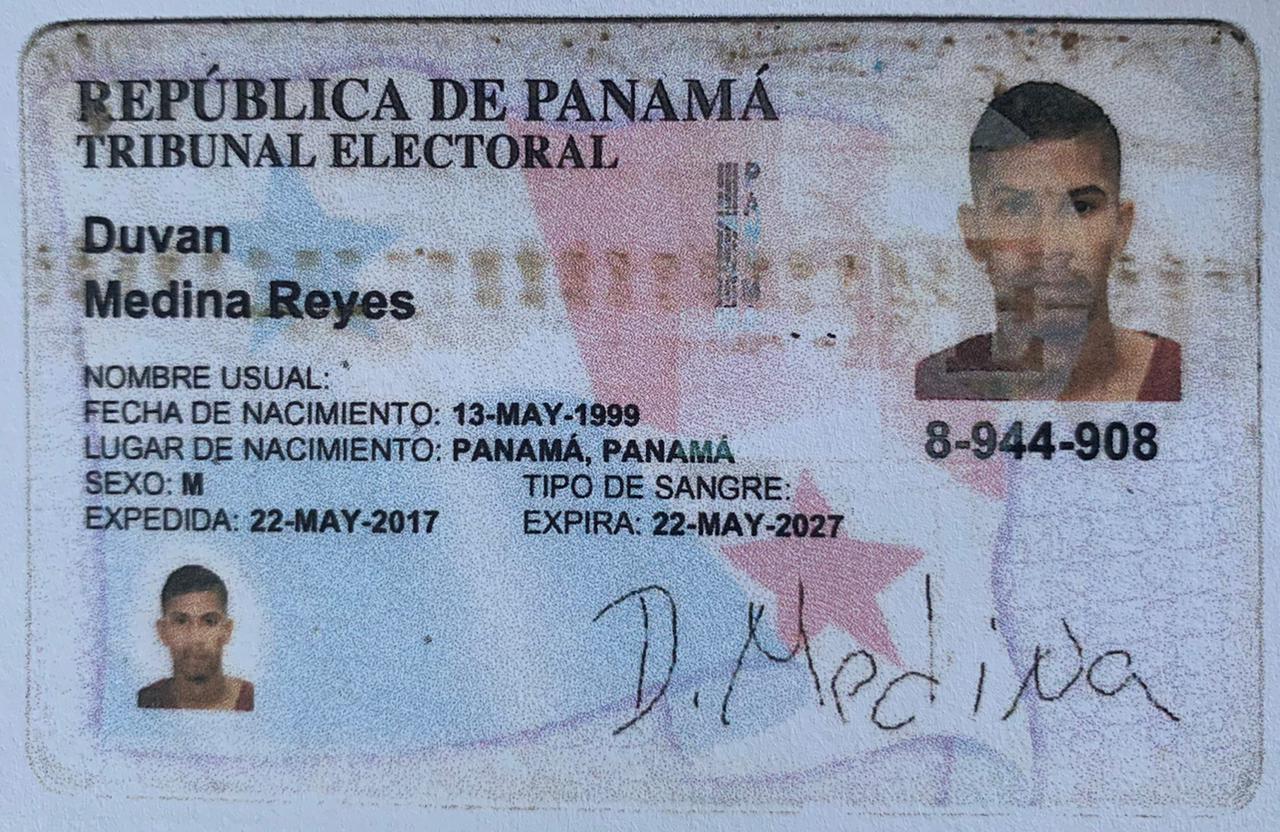 REPÚBLICA DE PANAMÁ
TRIBUNAL ELECTORAL
Duvan
Medina Reyes
NOMBRE USUAL:
FECHA DE NACIMIENTO: 13-MAY-1999
LUGAR DE NACIMIENTO: PANAMÁ, PANAMÁ
SEXO: M TIPO DE SANGRE:
EXPEDIDA: 22-MAY-2017 EXPIRA: 22-MAY-2027
8-944-908
D. Medina